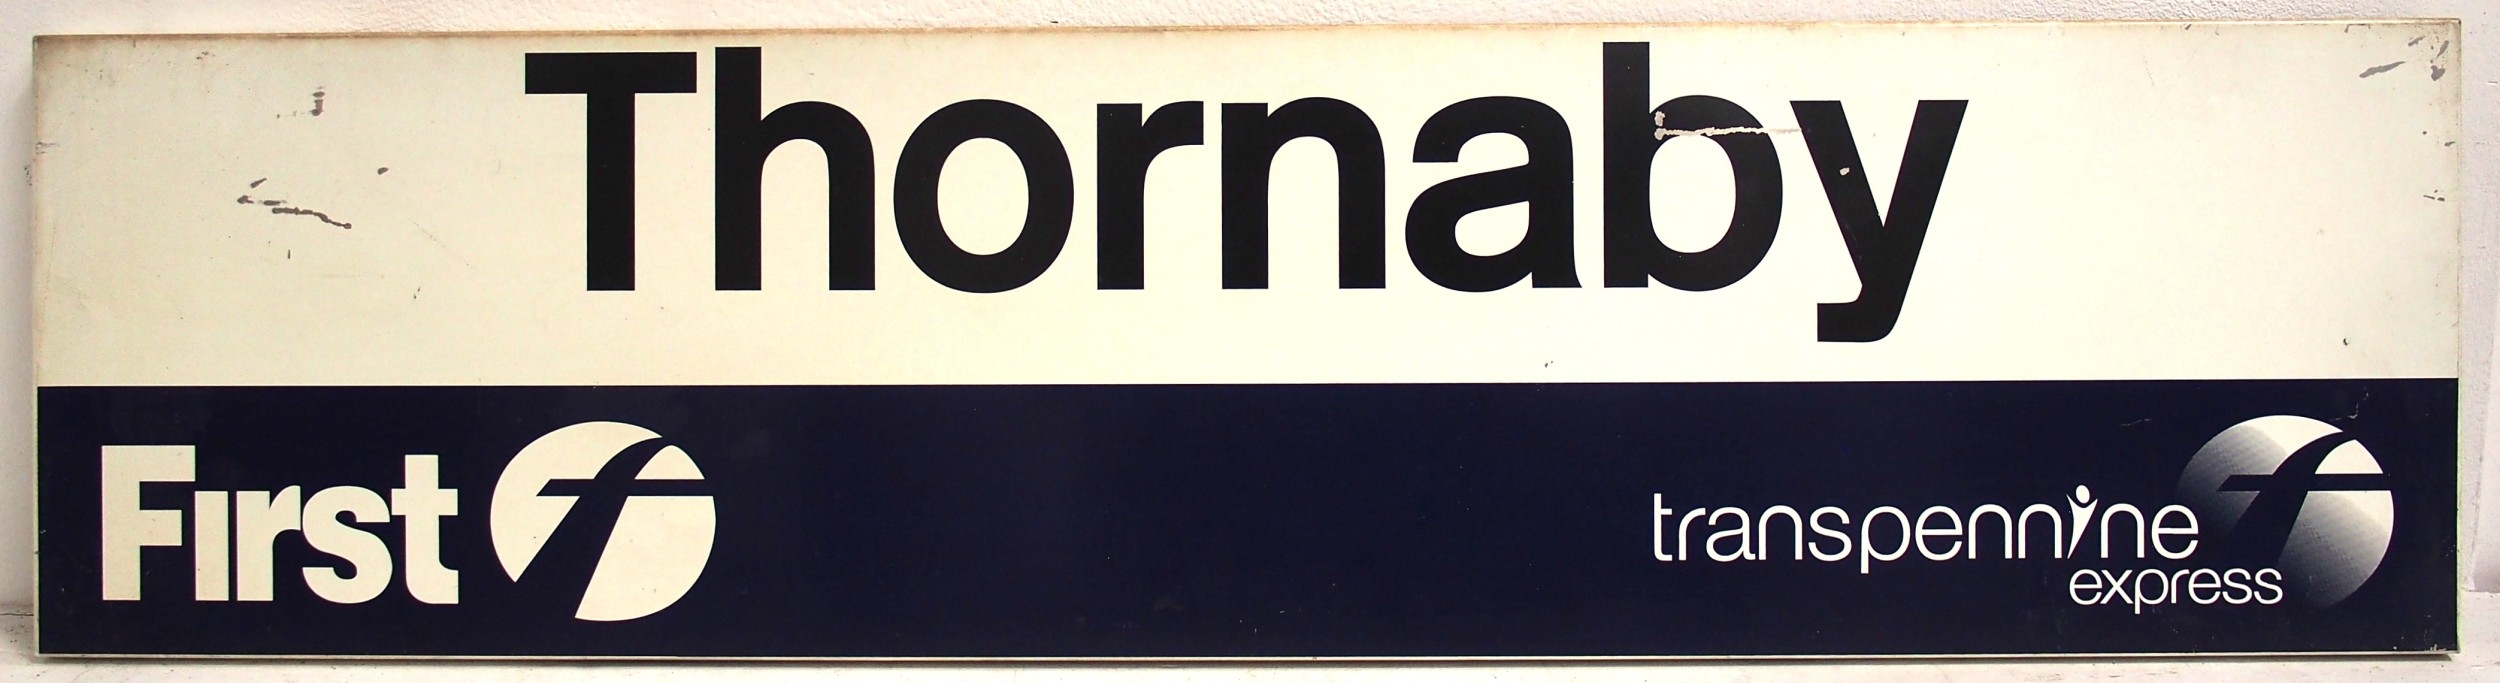 Thornaby
First f
transpennine f
express